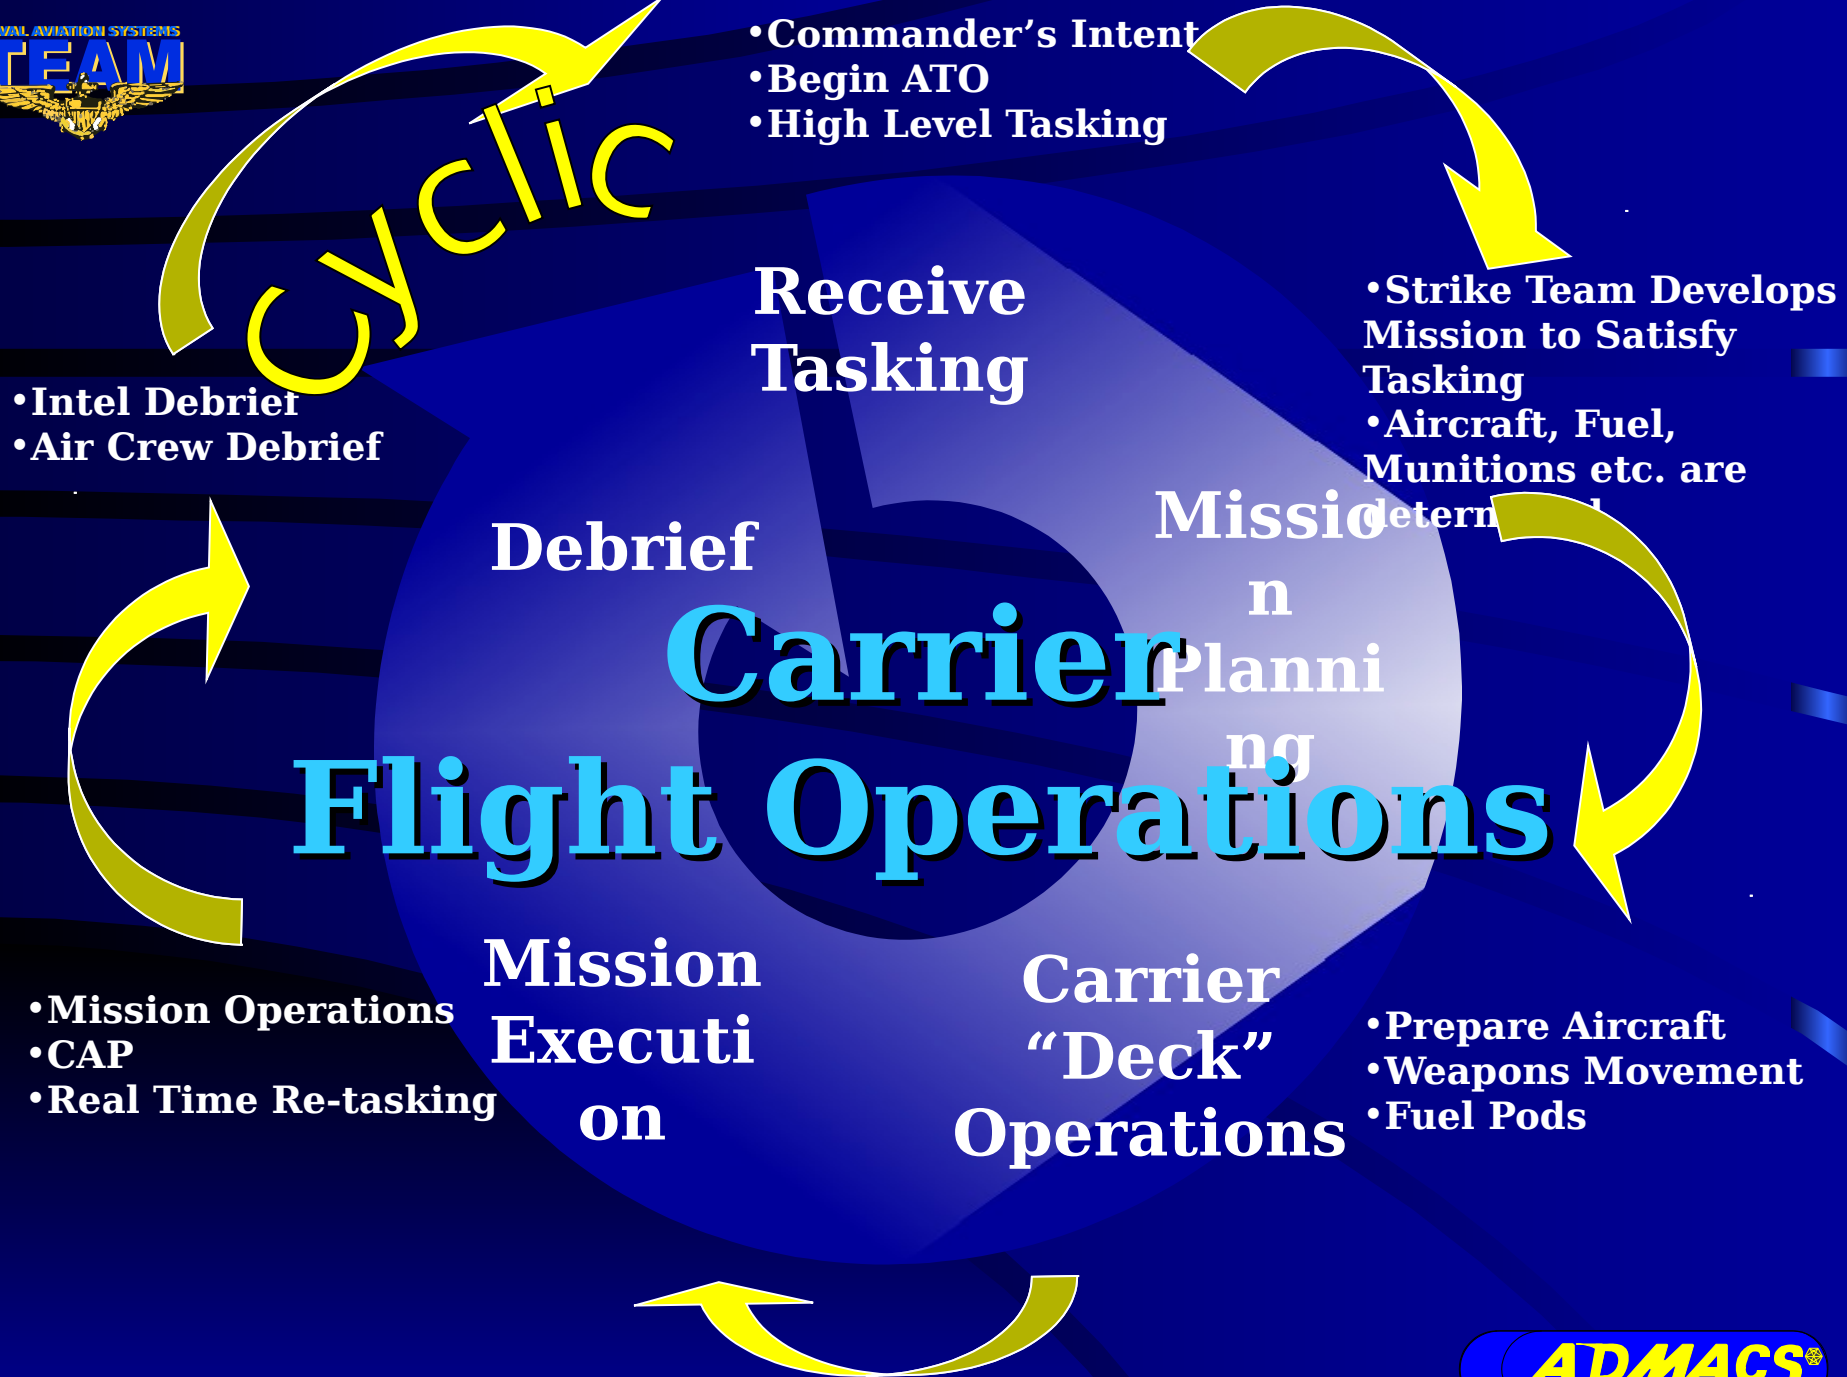 VAL AVIATION SYSTEMS
TEAM
Cyclic
•Commander’s Intent
•Begin ATO
•High Level Tasking
•Strike Team Develops
Mission to Satisfy
Tasking
•Aircraft, Fuel,
Munitions etc. are
•Intel Debrief
•Air Crew Debrief
Receive
Tasking
Debrief
Missio
n
Planni
ng
Carrier
Flight Operations
Mission
Executi
on
Carrier
“Deck”
Operations
•Mission Operations
•CAP
•Real Time Re-tasking
•Prepare Aircraft
•Weapons Movement
•Fuel Pods
ADMACS